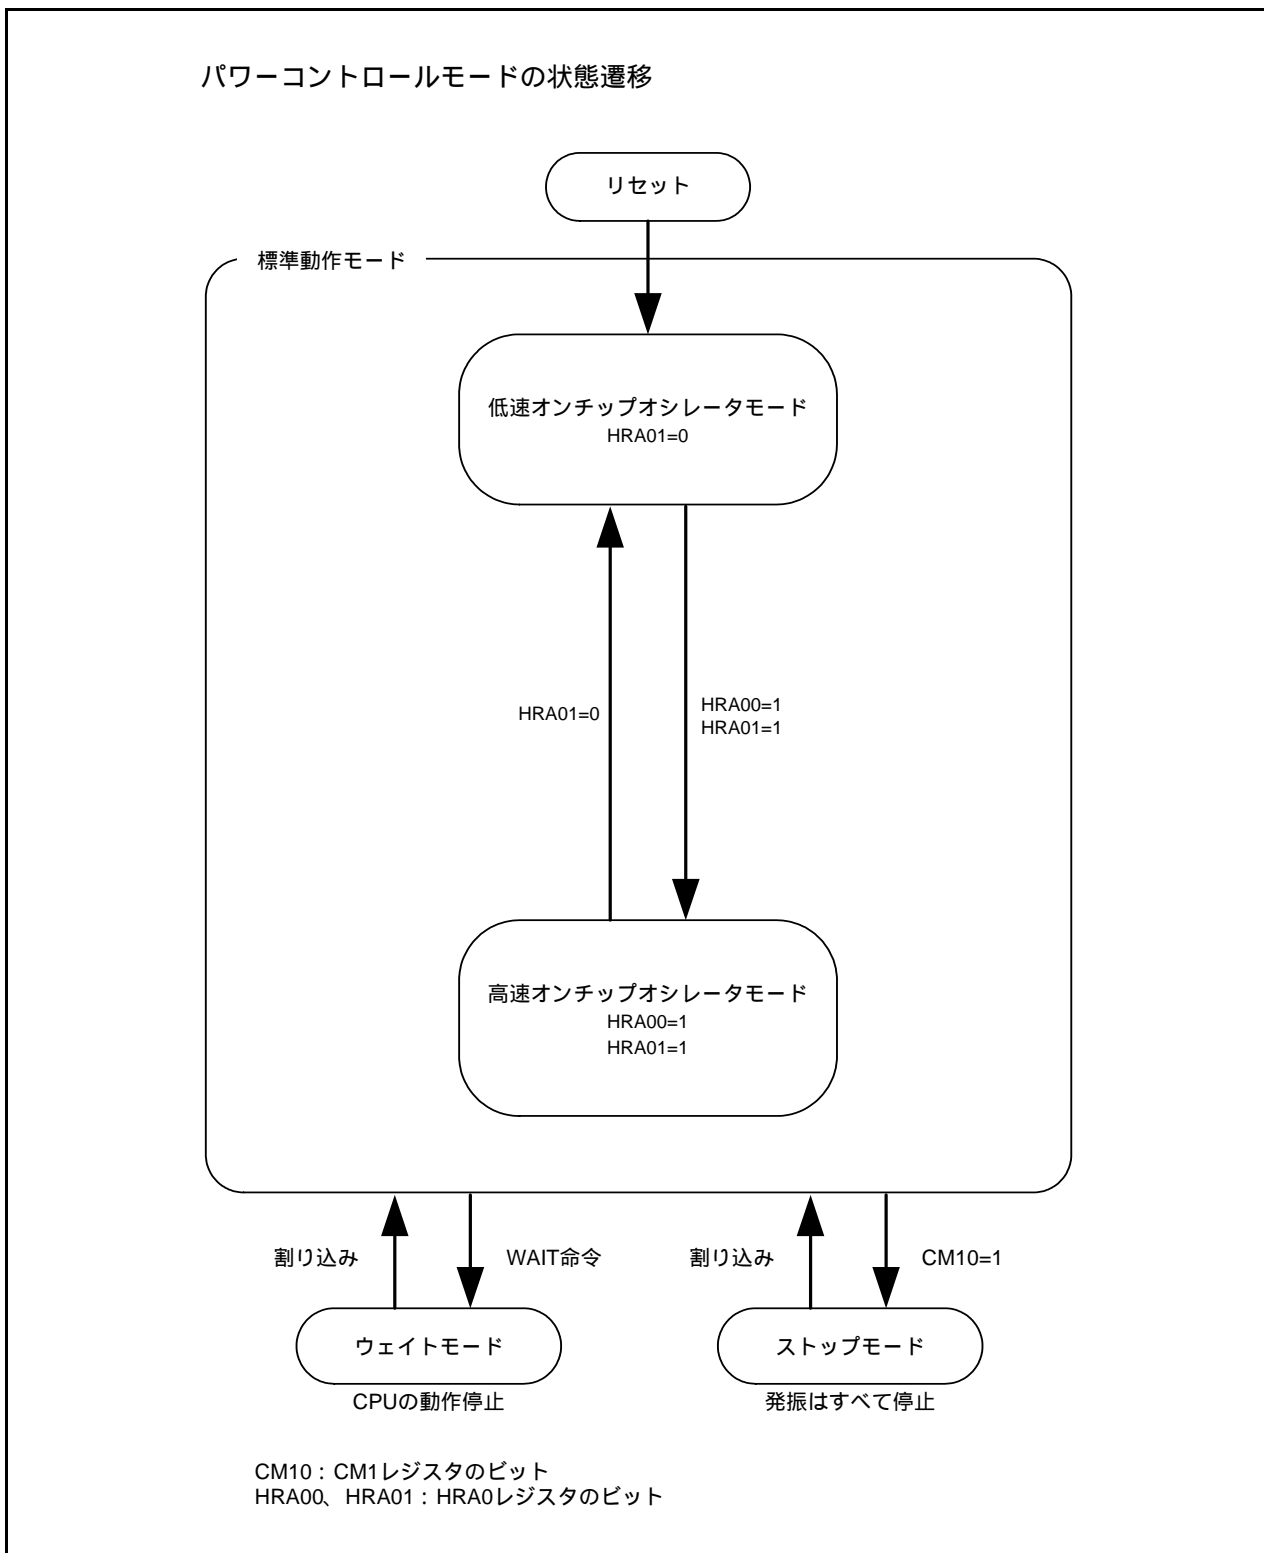 パワーコントロールモードの状態遷移
リセット
標準動作モード
低速オンチップオシレータモード
HRA01=0
HRA01=0
HRA00=1
HRA01=1
高速オンチップオシレータモード
HRA00=1
HRA01=1
割り込み
WAIT命令
割り込み
CM10=1
ウェイトモード
ストップモード
CPUの動作停止
発振はすべて停止
CM10：CM1レジスタのビット
HRA00、HRA01：HRA0レジスタのビット